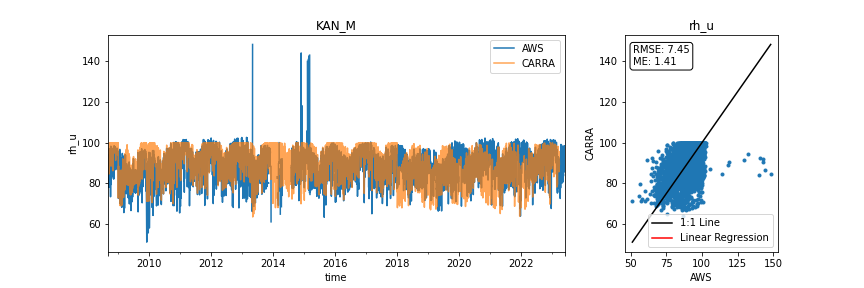 KAN_M
rh_u
140
120
100
80
60
rh_u
2010
2012
2014
2016
2018
2020
2022
time
AWS
CARRA
rh_u
RMSE: 7.45
ME: 1.41
140
120
100
80
60
CARRA
50
75
100
125
150
AWS
1:1 Line
Linear Regression